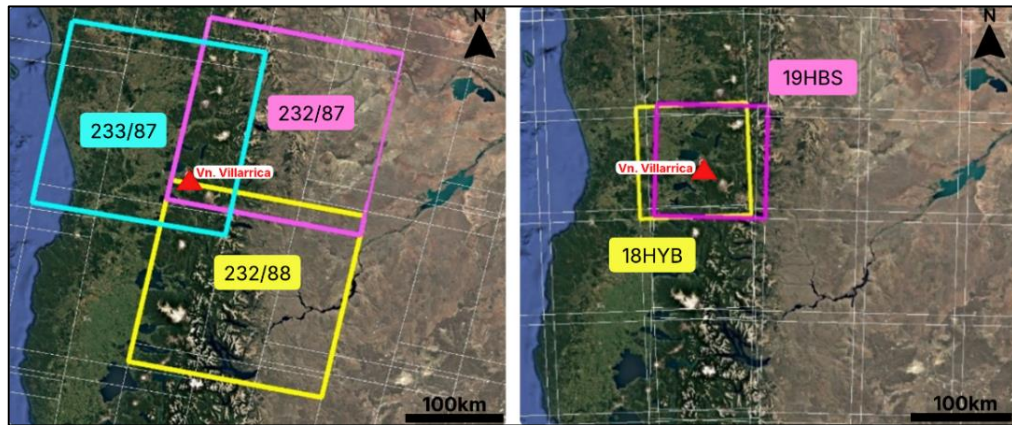 N
233/87
232/87
Vn. Villarrica
232/88
100km
N
19HBS
Vn. Villarrica
18HYB
100km